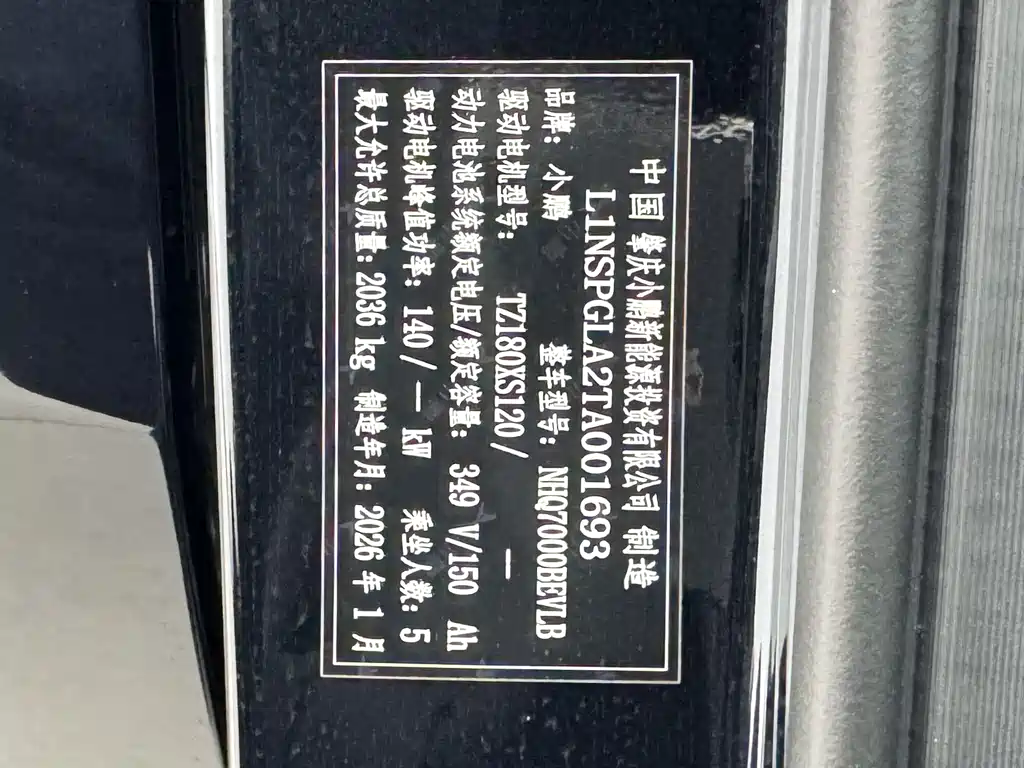 中国 肇庆小鹏新能源投资有限公司 制造
L1NSPGLA2TA001693
品牌: 小鹏 整车型号: NHQ7000BEVLB
驱动电机型号: TZ180XS120/ —
动力电池系统额定电压/额定容量: 349 V/150 Ah
驱动电机峰值功率: 140/ — kW 乘坐人数: 5
最大允许总质量: 2036 kg 制造年月: 2026 年 1 月